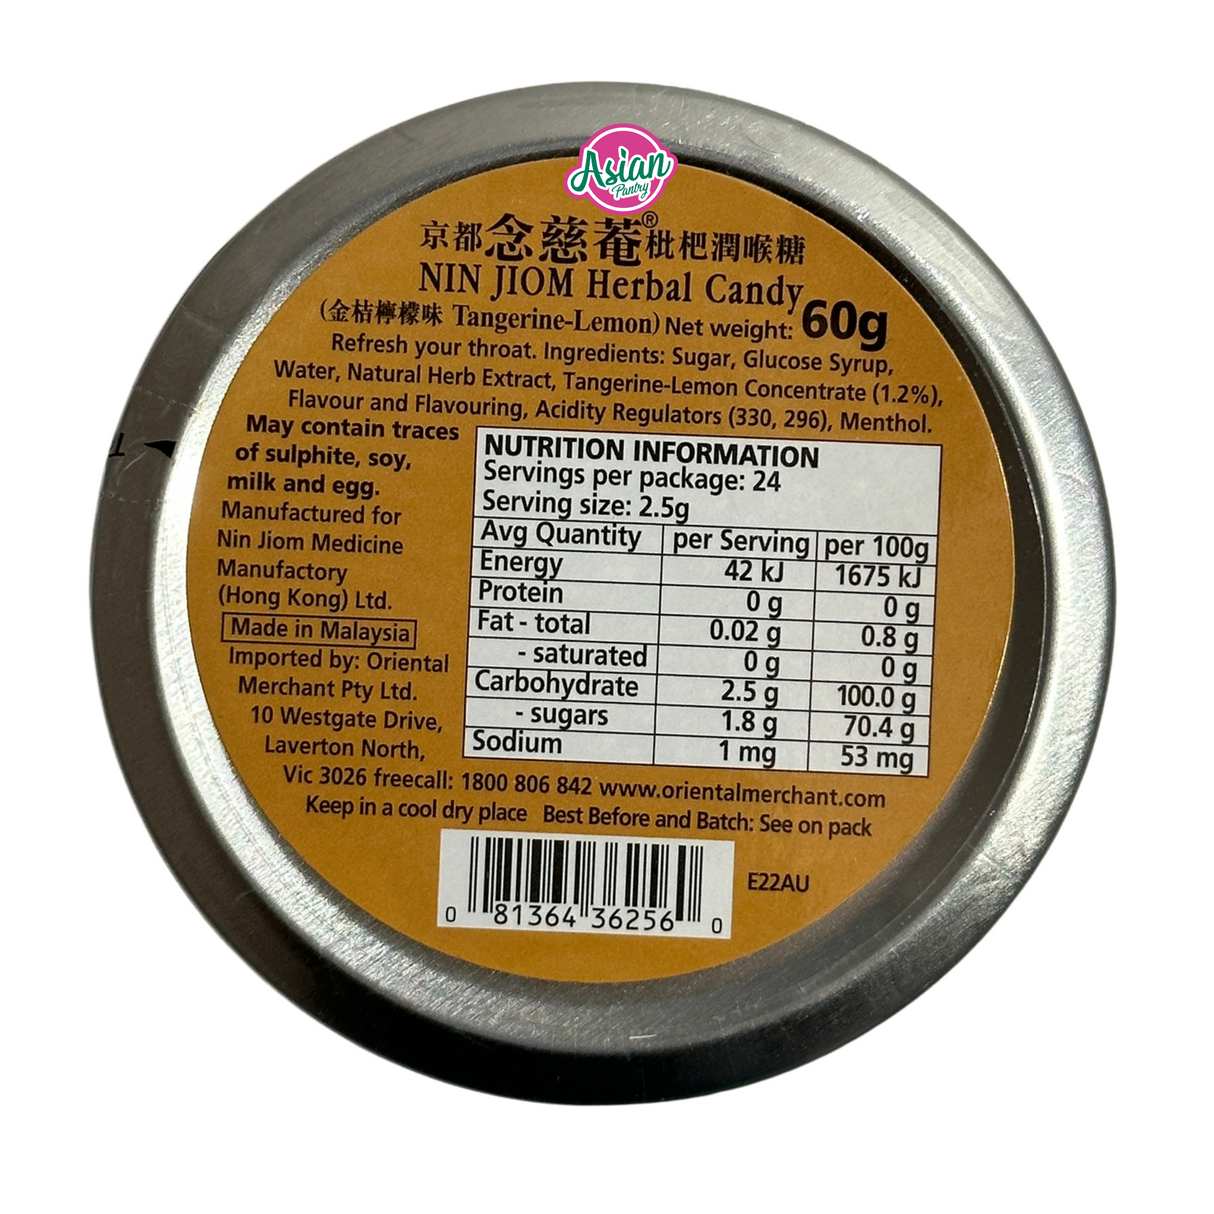 Asian
Pantry
京都念慈菴®枇杷潤喉糖
NIN JIOM Herbal Candy
(金桔檸檬味 Tangerine-Lemon) Net weight: 60g
Refresh your throat. Ingredients: Sugar, Glucose Syrup,
Water, Natural Herb Extract, Tangerine-Lemon Concentrate (1.2%),
Flavour and Flavouring, Acidity Regulators (330, 296), Menthol.
May contain traces
of sulphite, soy,
milk and egg.
Manufactured for
Nin Jiom Medicine
Manufactory
(Hong Kong) Ltd.
Made in Malaysia
Imported by: Oriental
Merchant Pty Ltd.
10 Westgate Drive,
Laverton North,
Vic 3026 freecall: 1800 806 842 www.orientalmerchant.com
Keep in a cool dry place Best Before and Batch: See on pack
NUTRITION INFORMATION
Servings per package: 24
Serving size: 2.5g
Avg Quantity per Serving per 100g
Energy 42 kJ 1675 kJ
Protein 0 g 0 g
Fat - total 0.02 g 0.8 g
- saturated 0 g 0 g
Carbohydrate 2.5 g 100.0 g
- sugars 1.8 g 70.4 g
Sodium 1 mg 53 mg
E22AU
0 81364 36256 0